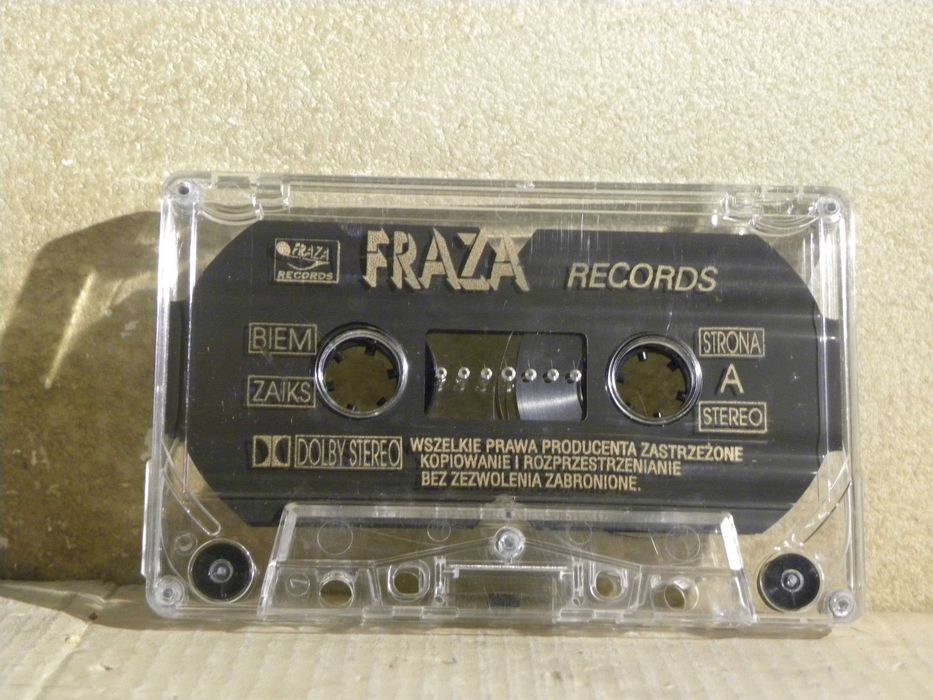 FRAZA
RECORDS
FRAZA RECORDS
BIEM
ZAIKS
STRONA
A
STEREO
DOLBY STEREO
WSZELKIE PRAWA PRODUCENTA ZASTRZEŻONE
KOPIOWANIE I ROZPRZESTRZENIANIE
BEZ ZEZWOLENIA ZABRONIONE.